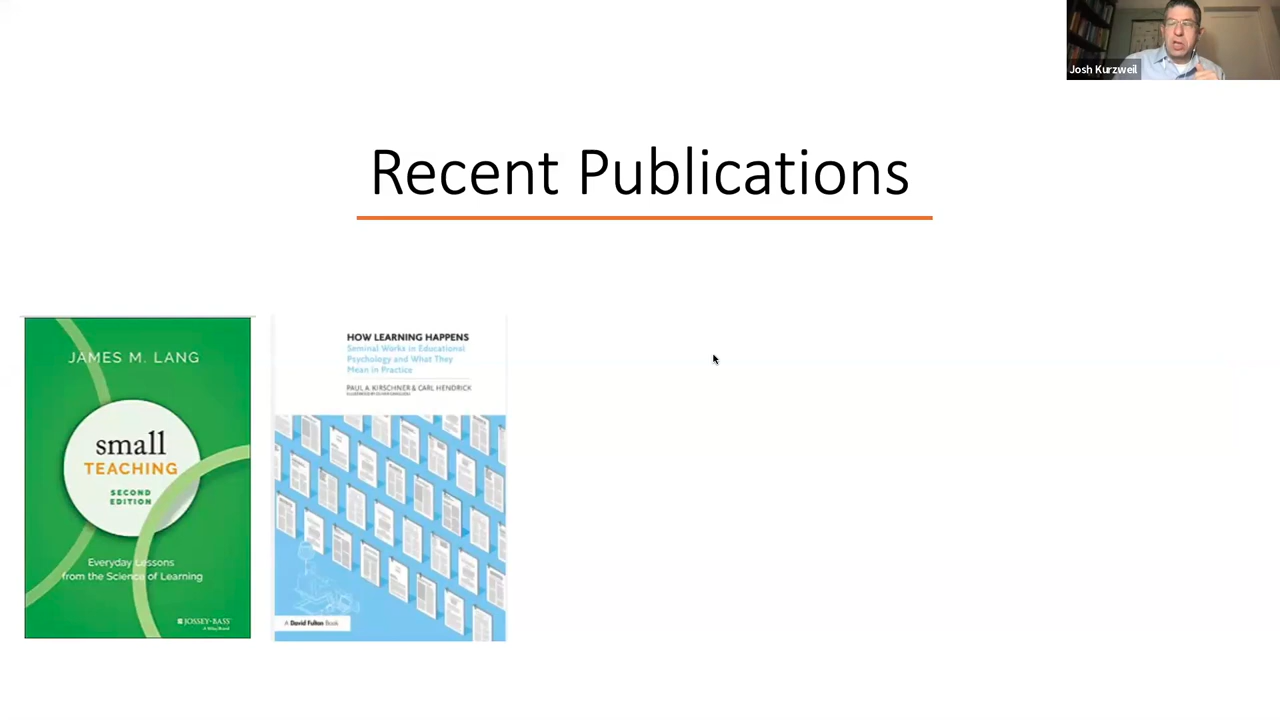 Josh Kurzweil
Recent Publications
JAMES M. LANG
small
TEACHING
SECOND
EDITION
Everyday Lessons
from the Science of Learning
JOSSEY-BASS
A Wiley Brand
HOW LEARNING HAPPENS
Seminal Works in Educational
Psychology and What They
Mean in Practice
PAUL A. KIRSCHNER & CARL HENDRICK
A David Fulton Book